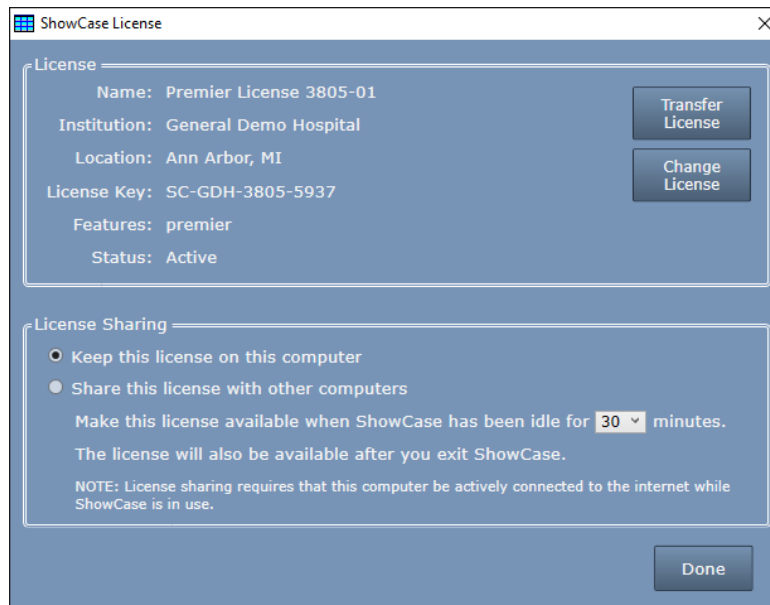 ShowCase License
License
Name: Premier License 3805-01
Institution: General Demo Hospital
Location: Ann Arbor, MI
License Key: SC-GDH-3805-5937
Features: premier
Status: Active
Transfer
License
Change
License
License Sharing
Keep this license on this computer
Share this license with other computers
Make this license available when ShowCase has been idle for 30 minutes.
The license will also be available after you exit ShowCase.
NOTE: License sharing requires that this computer be actively connected to the internet while
ShowCase is in use.
Done